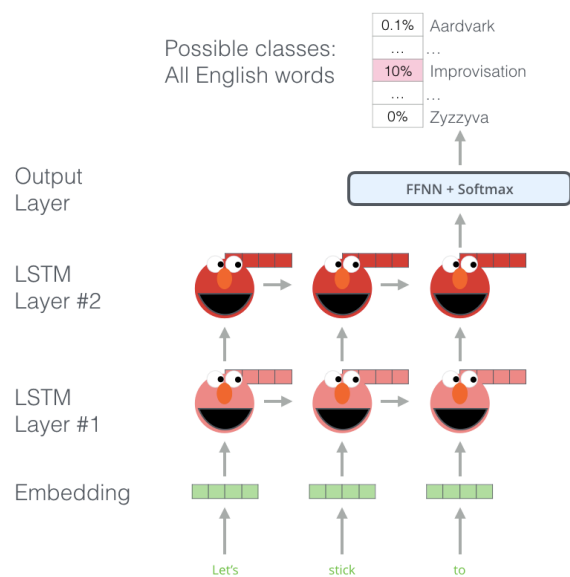 Possible classes:
All English words
0.1% Aardvark
... ...
10% Improvisation
... ...
0% Zyzzyva
Output
Layer
FFNN + Softmax
LSTM
Layer #2
LSTM
Layer #1
Embedding
Let's stick to